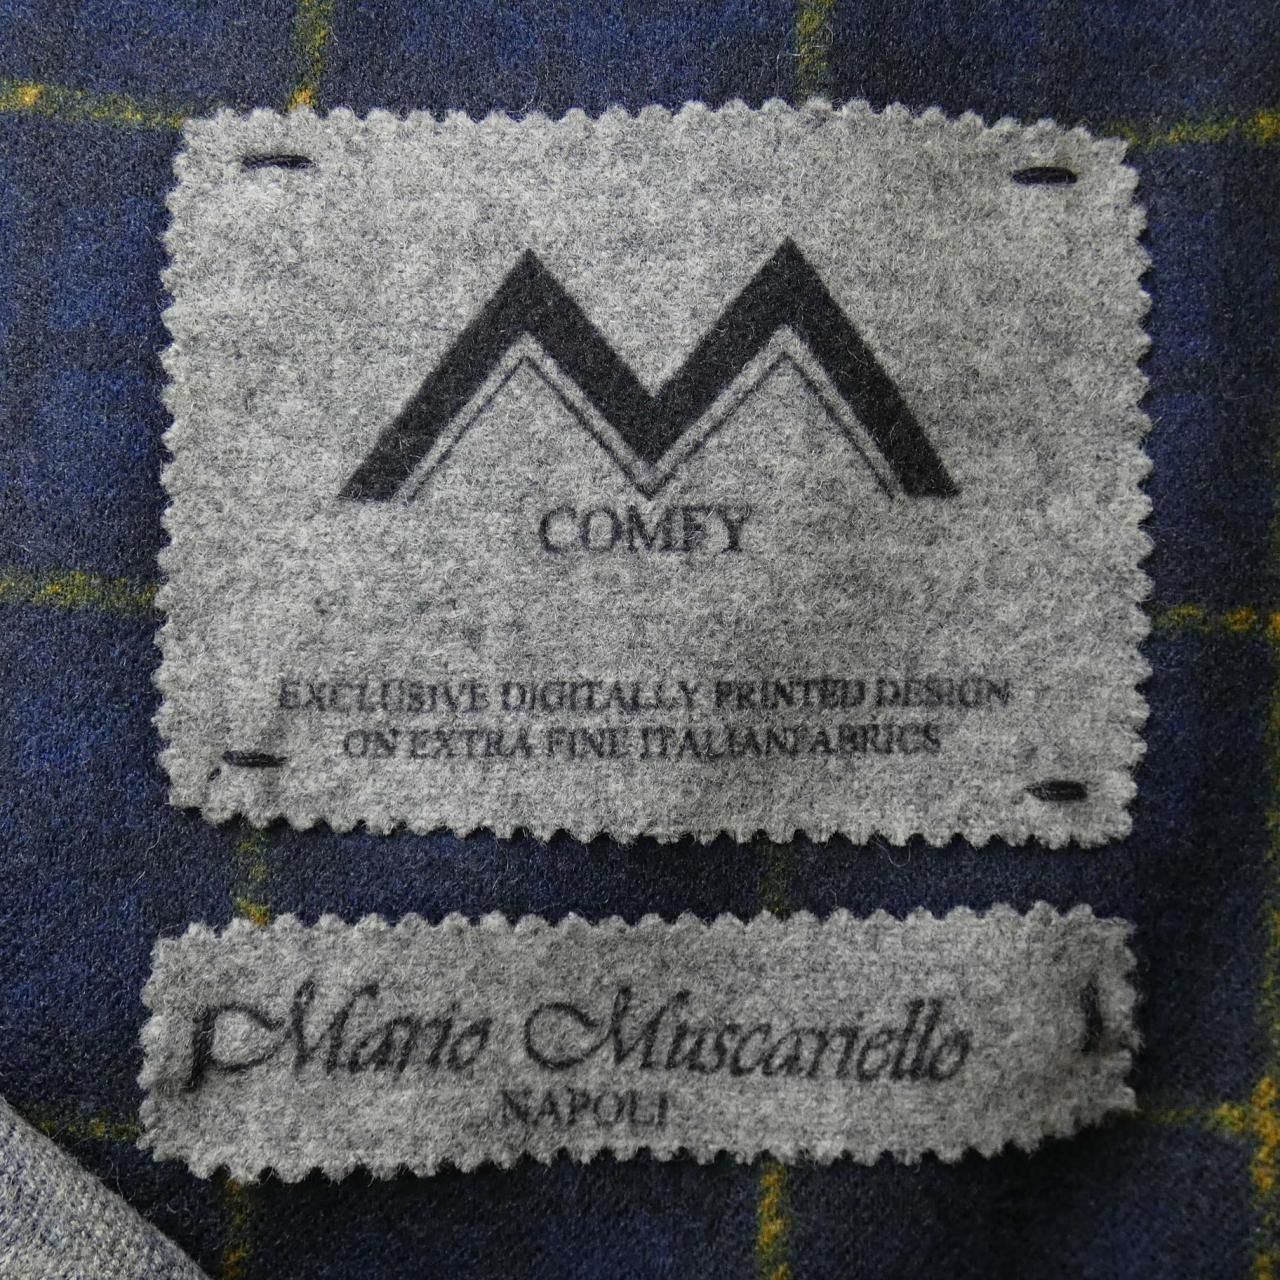 COMFY
EXCLUSIVE DIGITALLY PRINTED DESIGN
ON EXTRA FINE ITALIAN FABRICS
Mario Muscariello
NAPOLI